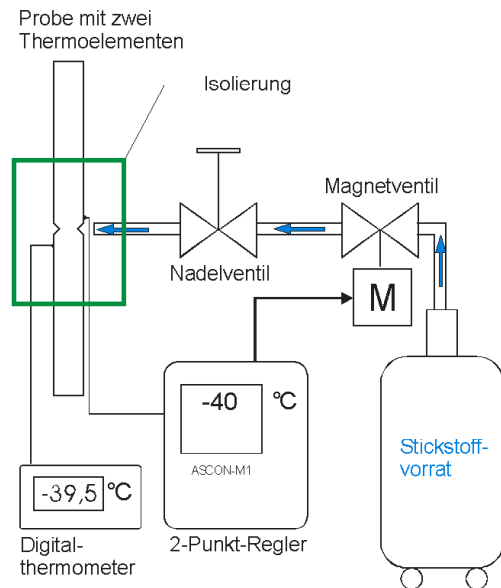 Probe mit zwei
Thermoelementen
Isolierung
Magnetventil
Nadelventil
M
-40 °C
ASCON-M1
Stickstoff-
vorrat
-39,5 °C
Digital-
thermometer
2-Punkt-Regler